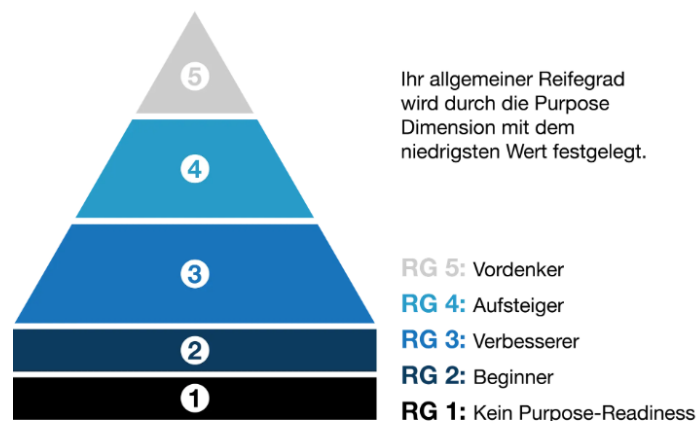 5
4
3
2
1
Ihr allgemeiner Reifegrad
wird durch die Purpose
Dimension mit dem
niedrigsten Wert festgelegt.
RG 5: Vordenker
RG 4: Aufsteiger
RG 3: Verbesserer
RG 2: Beginner
RG 1: Kein Purpose-Readiness